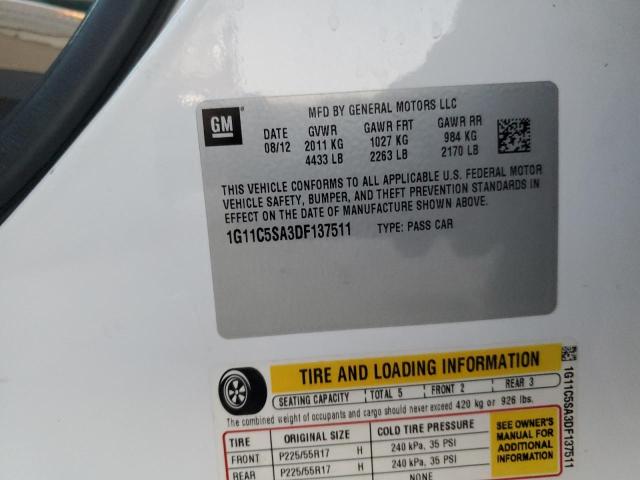 GM
MFD BY GENERAL MOTORS LLC
DATE GVWR GAWR FRT GAWR RR
08/12 2011 KG 1027 KG 984 KG
4433 LB 2263 LB 2170 LB
THIS VEHICLE CONFORMS TO ALL APPLICABLE U.S. FEDERAL MOTOR
VEHICLE SAFETY, BUMPER, AND THEFT PREVENTION STANDARDS IN
EFFECT ON THE DATE OF MANUFACTURE SHOWN ABOVE.
1G11C5SA3DF137511 TYPE: PASS CAR
TIRE AND LOADING INFORMATION
SEATING CAPACITY TOTAL 5 FRONT 2 REAR 3
The combined weight of occupants and cargo should never exceed 420 kg or 926 lbs.
TIRE ORIGINAL SIZE COLD TIRE PRESSURE
FRONT P225/55R17 H 240 kPa, 35 PSI
REAR P225/55R17 H 240 kPa, 35 PSI
NONE
SEE OWNER'S
MANUAL FOR
ADDITIONAL
INFORMATION
1G11C5SA3DF137511